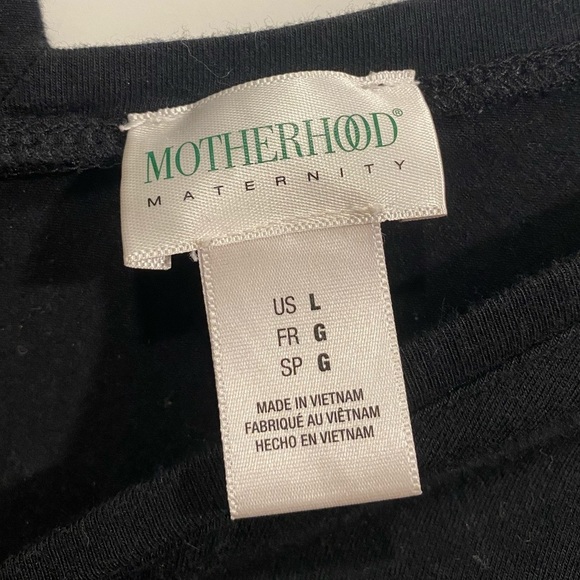 MOTHERHOOD®
MATERNITY
US L
FR G
SP G
MADE IN VIETNAM
FABRIQUÉ AU VIÊTNAM
HECHO EN VIETNAM